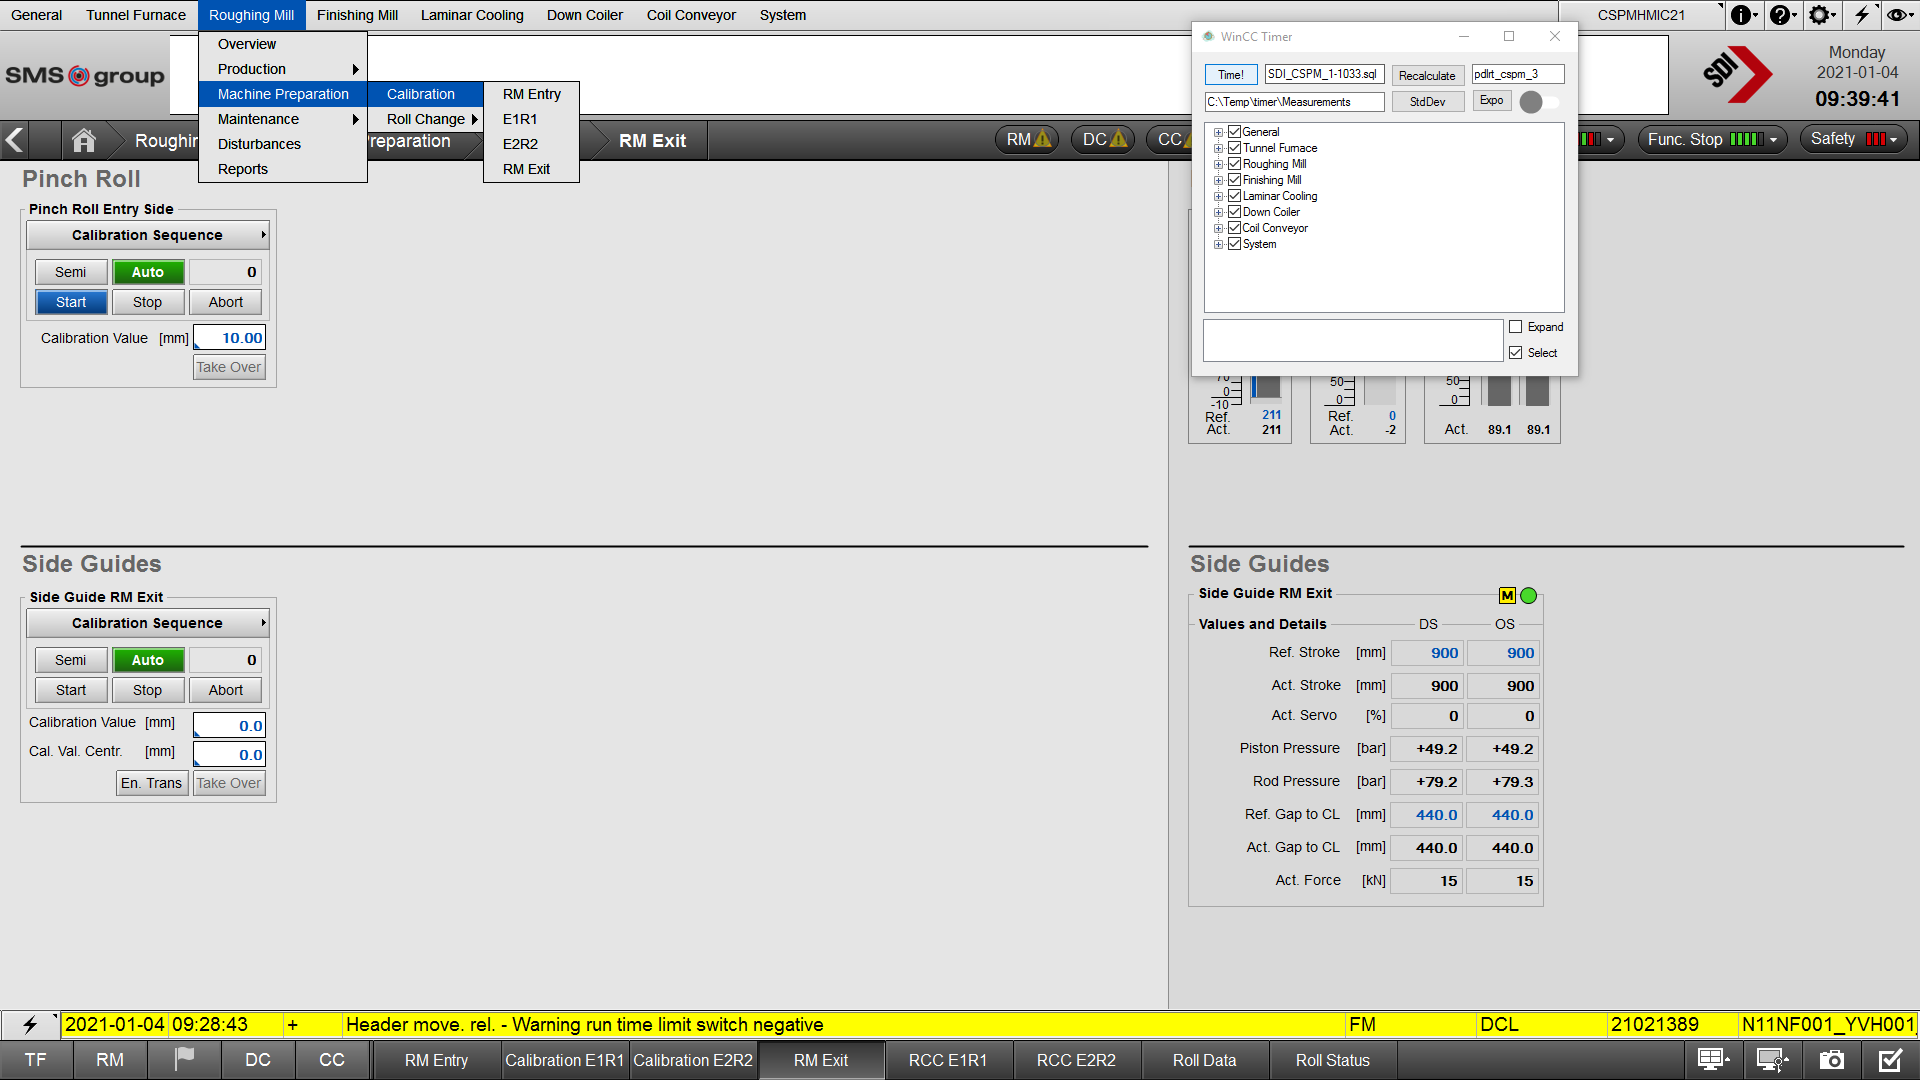 General Tunnel Furnace Roughing Mill Finishing Mill Laminar Cooling Down Coiler Coil Conveyor System CSPMHMIC21
SMS group
Overview
Production
Machine Preparation
Maintenance
Disturbances
Reports
Calibration
Roll Change
RM Entry
E1R1
E2R2
RM Exit
WinCC Timer
Time! SDI_CSPM_1-1033.sql Recalculate pdlrt_cspm_3
C:\Temp\timer\Measurements StdDev Expo
General
Tunnel Furnace
Roughing Mill
Finishing Mill
Laminar Cooling
Down Coiler
Coil Conveyor
System
Expand
Select
SDI
Monday
2021-01-04
09:39:41
RM Exit RM DC CC Func. Stop Safety
Pinch Roll
Pinch Roll Entry Side
Calibration Sequence
Semi Auto 0
Start Stop Abort
Calibration Value [mm] 10.00
Take Over
70 50 50
0 0 0
-10
Ref. 211 Ref. 0
Act. 211 Act. -2 Act. 89.1 89.1
Side Guides
Side Guide RM Exit
Calibration Sequence
Semi Auto 0
Start Stop Abort
Calibration Value [mm] 0.0
Cal. Val. Centr. [mm] 0.0
En. Trans Take Over
Side Guides
Side Guide RM Exit M
Values and Details DS OS
Ref. Stroke [mm] 900 900
Act. Stroke [mm] 900 900
Act. Servo [%] 0 0
Piston Pressure [bar] +49.2 +49.2
Rod Pressure [bar] +79.2 +79.3
Ref. Gap to CL [mm] 440.0 440.0
Act. Gap to CL [mm] 440.0 440.0
Act. Force [kN] 15 15
2021-01-04 09:28:43 + Header move. rel. - Warning run time limit switch negative FM DCL 21021389 N11NF001_YVH001
TF RM DC CC RM Entry Calibration E1R1 Calibration E2R2 RM Exit RCC E1R1 RCC E2R2 Roll Data Roll Status